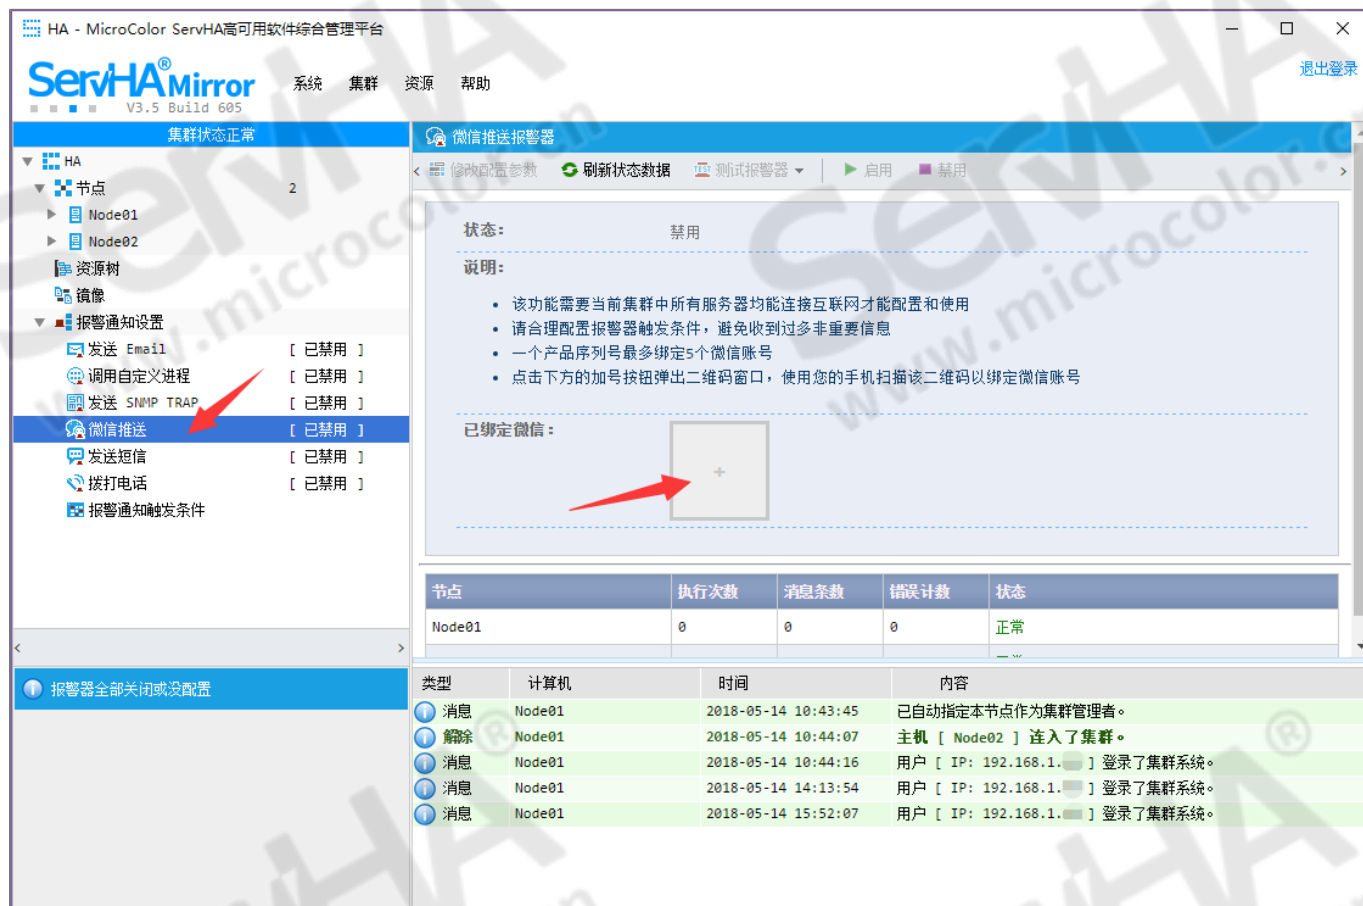 HA - MicroColor ServHA高可用软件综合管理平台
ServHA® Mirror
V3.5 Build 605
系统 集群 资源 帮助
退出登录
集群状态正常
HA
节点 2
Node01
Node02
资源树
镜像
报警通知设置
发送 Email [ 已禁用 ]
调用自定义进程 [ 已禁用 ]
发送 SNMP TRAP [ 已禁用 ]
微信推送 [ 已禁用 ]
发送短信 [ 已禁用 ]
拨打电话 [ 已禁用 ]
报警通知触发条件
报警器全部关闭或没配置
微信推送报警器
修改配置参数 刷新状态数据 TEST 测试报警器 启用 禁用
状态: 禁用
说明:
• 该功能需要当前集群中所有服务器均能连接互联网才能配置和使用
• 请合理配置报警器触发条件，避免收到过多非重要信息
• 一个产品序列号最多绑定5个微信账号
• 点击下方的加号按钮弹出二维码窗口，使用您的手机扫描该二维码以绑定微信账号
已绑定微信:
+
节点 执行次数 消息条数 错误计数 状态
Node01 0 0 0 正常
类型 计算机 时间 内容
消息 Node01 2018-05-14 10:43:45 已自动指定本节点作为集群管理者。
解除 Node01 2018-05-14 10:44:07 主机 [ Node02 ] 连入了集群。
消息 Node01 2018-05-14 10:44:16 用户 [ IP: 192.168.1. ] 登录了集群系统。
消息 Node01 2018-05-14 14:13:54 用户 [ IP: 192.168.1. ] 登录了集群系统。
消息 Node01 2018-05-14 15:52:07 用户 [ IP: 192.168.1. ] 登录了集群系统。
ServHA
www.microcolor.cn
ServHA®
www.microcolor.c